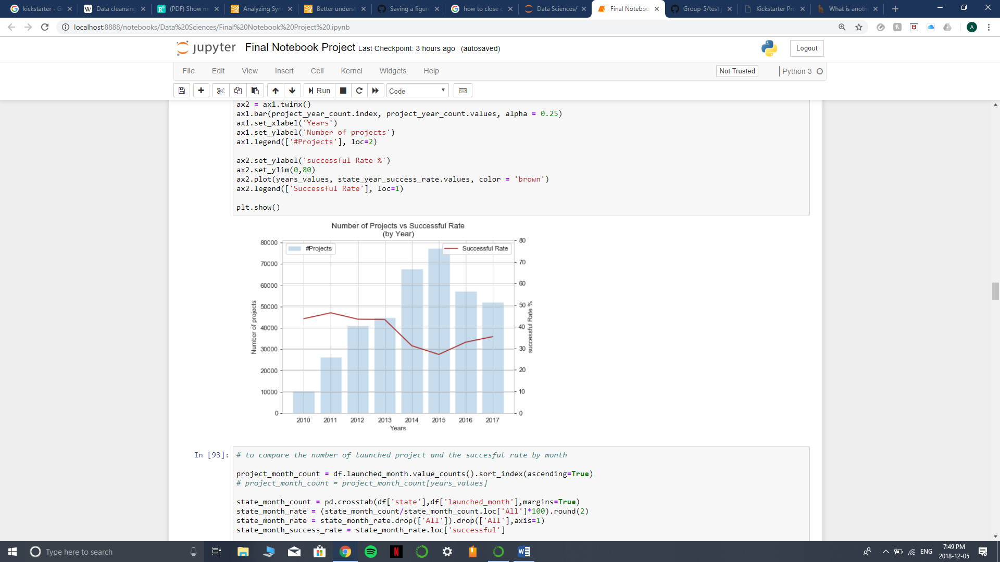 kickstarter - G
Data cleansing
(PDF) Show m
Analyzing Syn
Better underst
Saving a figure
how to close c
Data Sciences/
Final Noteboo
Group-5/test
Kickstarter Pro
What is anoth
localhost:8888/notebooks/Data%20Sciences/Final%20Notebook%20Project%20.ipynb
A
jupyter Final Notebook Project Last Checkpoint: 3 hours ago (autosaved)
Logout
File Edit View Insert Cell Kernel Widgets Help
Not Trusted
Python 3
Run
Code
ax2 = ax1.twinx()
ax1.bar(project_year_count.index, project_year_count.values, alpha = 0.25)
ax1.set_xlabel('Years')
ax1.set_ylabel('Number of projects')
ax1.legend(['#Projects'], loc=2)
ax2.set_ylabel('successful Rate %')
ax2.set_ylim(0,80)
ax2.plot(years_values, state_year_success_rate.values, color = 'brown')
ax2.legend(['Successful Rate'], loc=1)
plt.show()
Number of Projects vs Successful Rate
(by Year)
#Projects
Successful Rate
80000
70000
60000
50000
40000
30000
20000
10000
0
Number of projects
80
70
60
50
40
30
20
10
0
successful Rate %
2010 2011 2012 2013 2014 2015 2016 2017
Years
In [93]:
# to compare the number of launched project and the succesful rate by month
project_month_count = df.launched_month.value_counts().sort_index(ascending=True)
# project_month_count = project_month_count[years_values]
state_month_count = pd.crosstab(df['state'],df['launched_month'],margins=True)
state_month_rate = (state_month_count/state_month_count.loc['All']*100).round(2)
state_month_rate = state_month_rate.drop(['All']).drop(['All'],axis=1)
state_month_success_rate = state_month_rate.loc['successful']
Type here to search
ENG
7:49 PM
2018-12-05